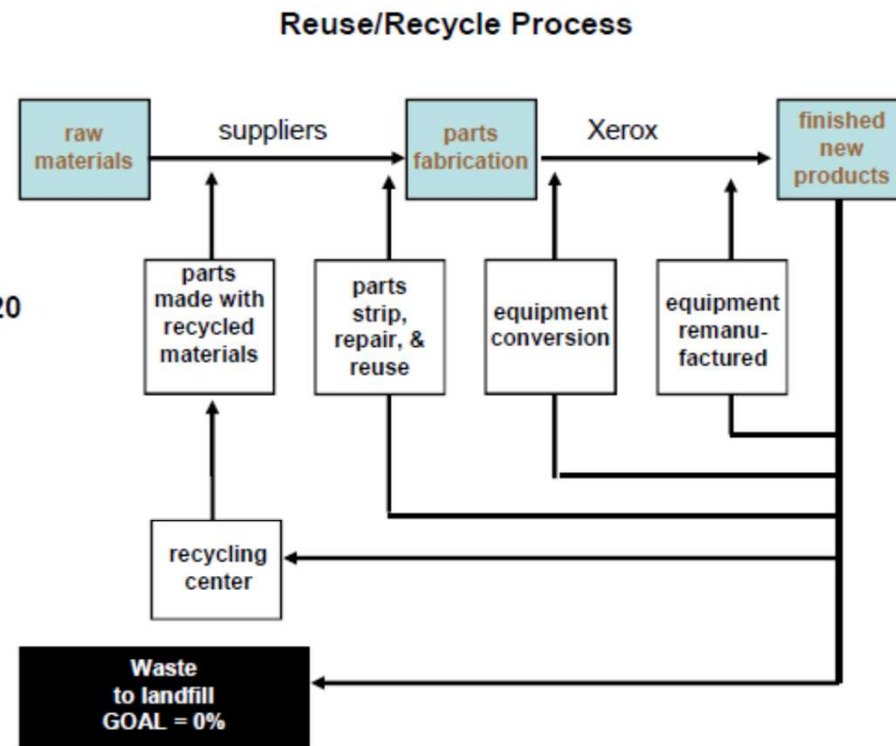 Reuse/Recycle Process
raw
materials
suppliers
parts
fabrication
Xerox
finished
new
products
20
parts
made with
recycled
materials
parts
strip,
repair, &
reuse
equipment
conversion
equipment
remanu-
factured
recycling
center
Waste
to landfill
GOAL = 0%